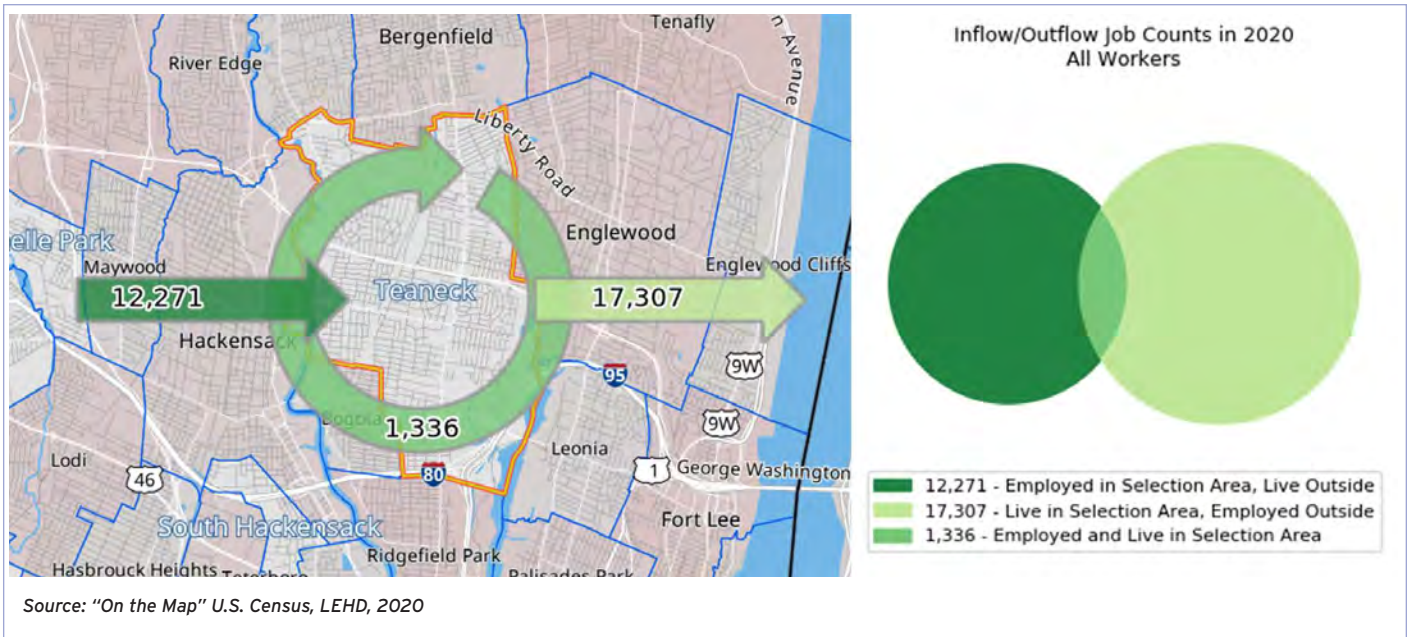 Tenafly
Bergenfield
River Edge
Liberty Road
Englewood
elle Park
Maywood
Englewood Cliffs
12,271
Teaneck
17,307
Hackensack
9W
95
Bogota
1,336
9W
Leonia
Lodi
46
80
1
George Washington
South Hackensack
Fort Lee
Ridgefield Park
Hasbrouck Heights
Teterboro
Palisades Park
n Avenue
Inflow/Outflow Job Counts in 2020
All Workers
12,271 - Employed in Selection Area, Live Outside
17,307 - Live in Selection Area, Employed Outside
1,336 - Employed and Live in Selection Area
Source: “On the Map” U.S. Census, LEHD, 2020